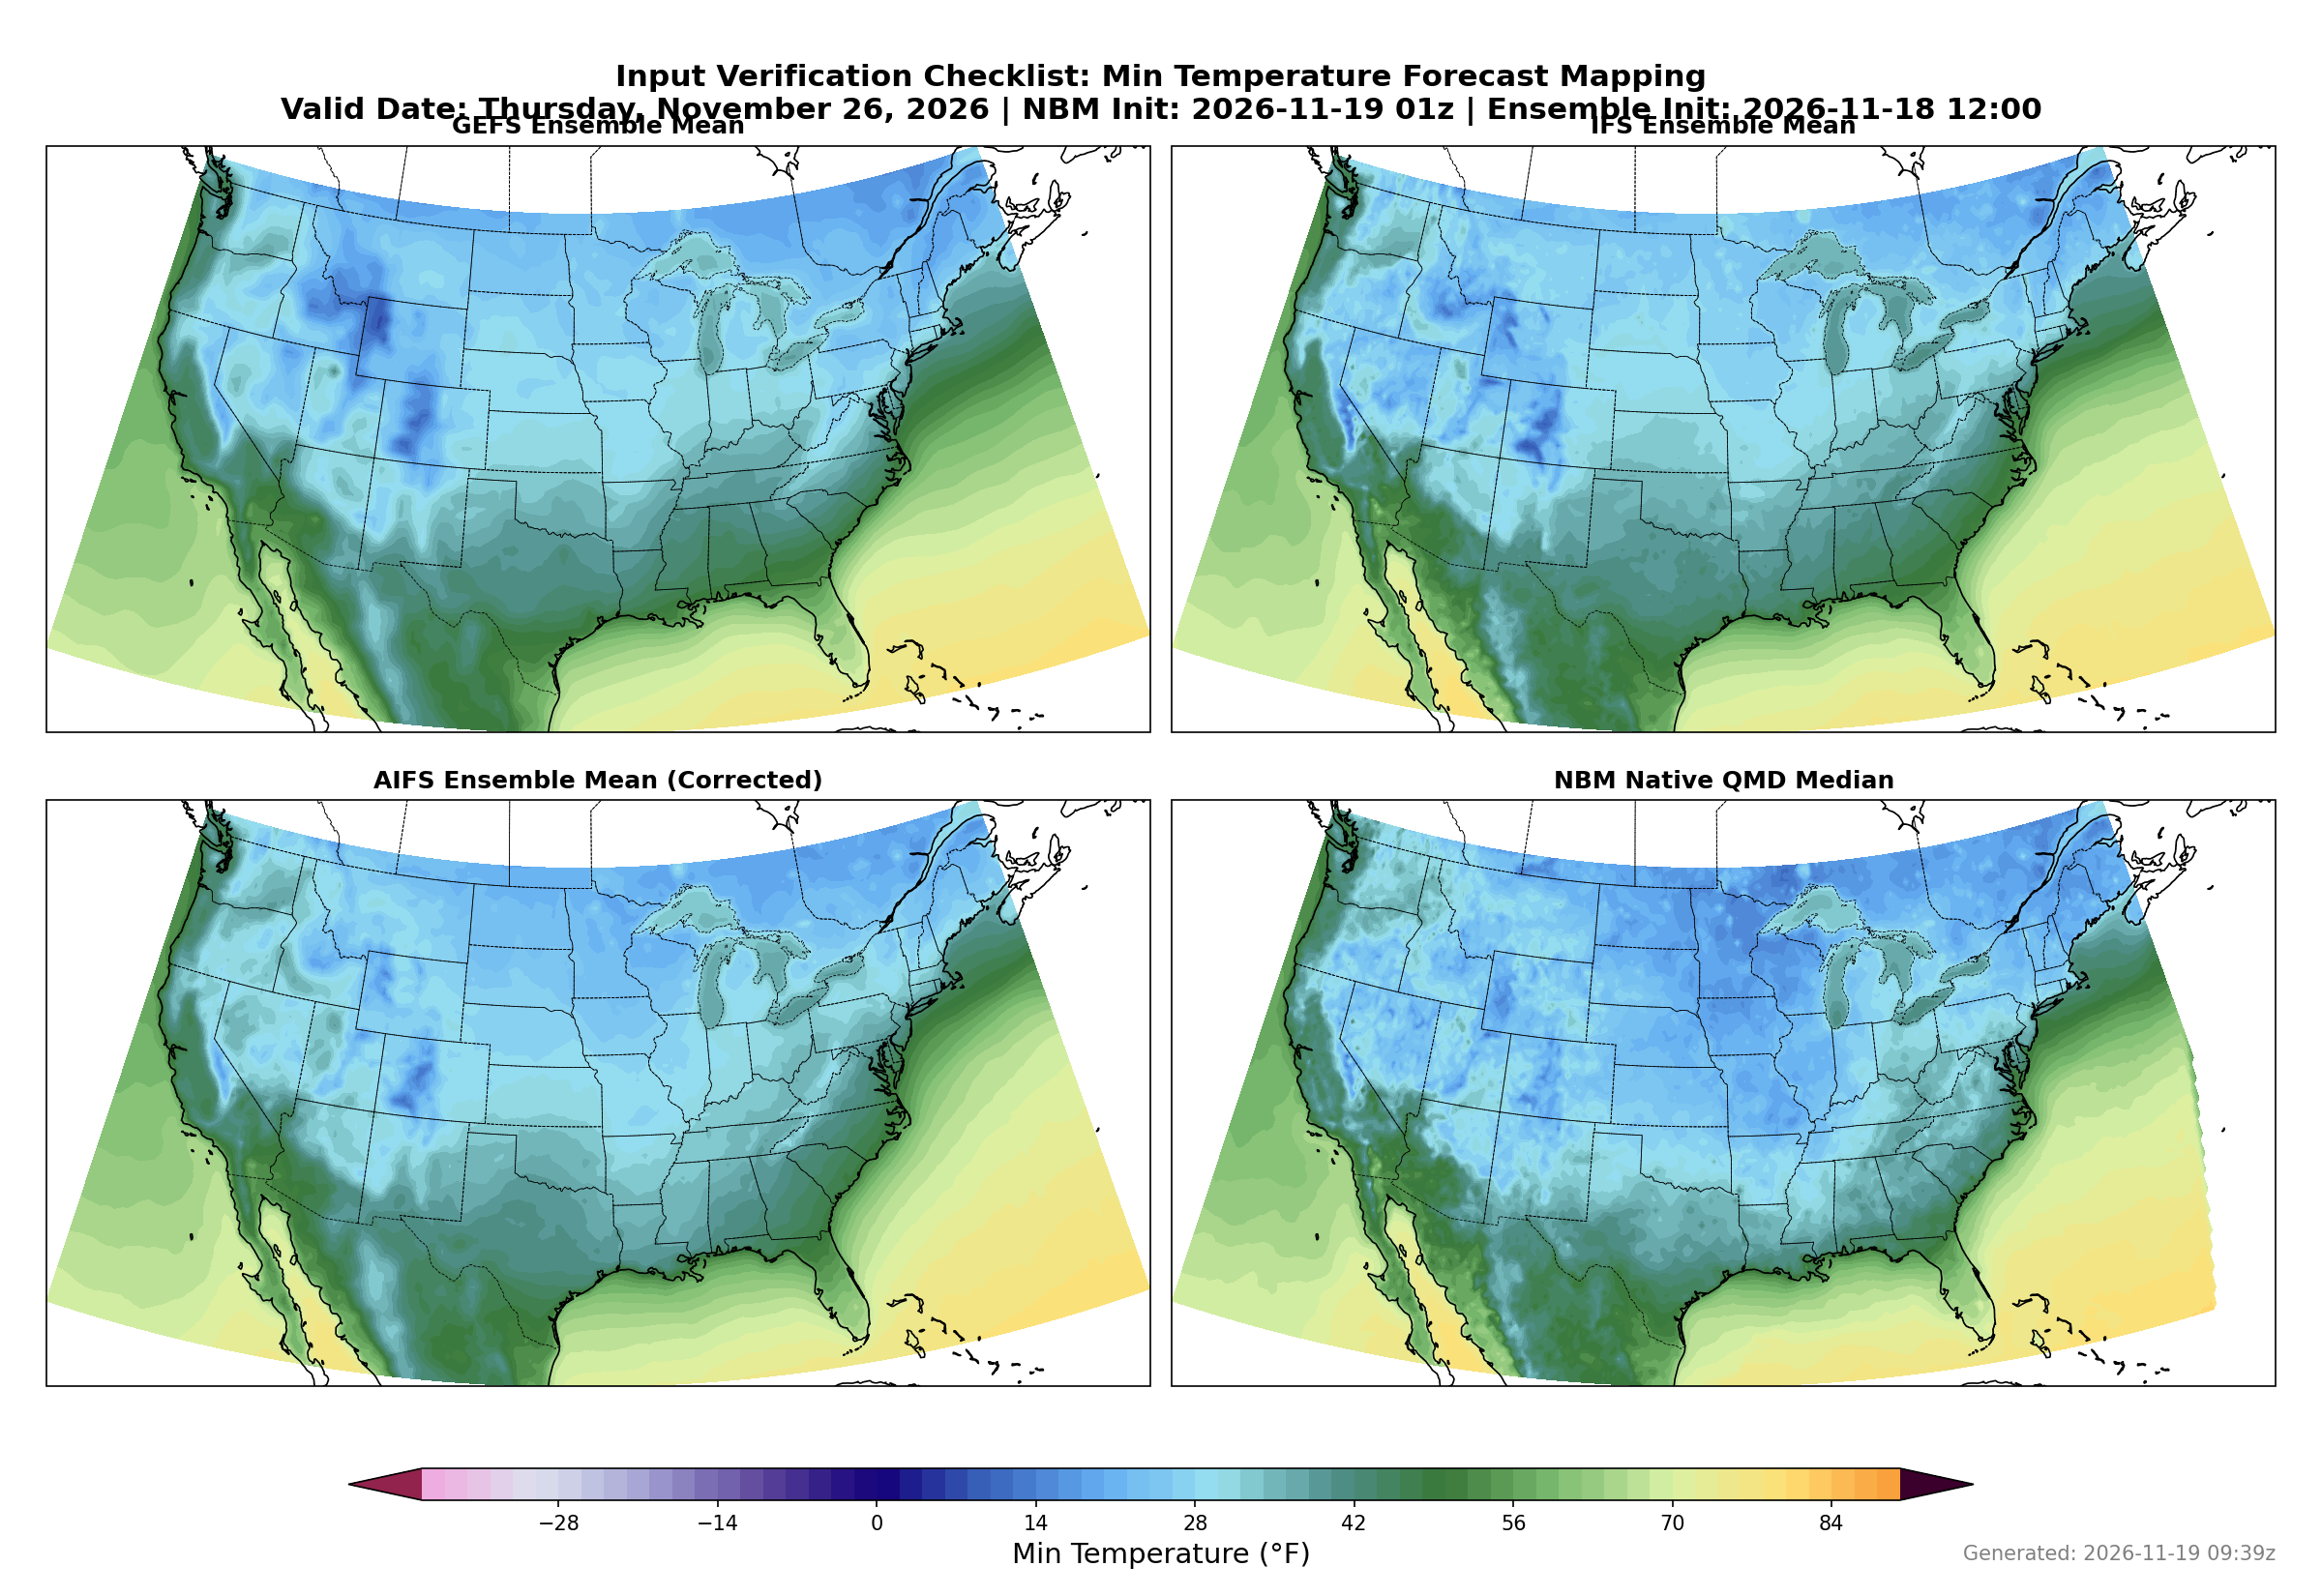 Input Verification Checklist: Min Temperature Forecast Mapping
Valid Date: Thursday, November 26, 2026 | NBM Init: 2026-11-19 01z | Ensemble Init: 2026-11-18 12:00
GEFS Ensemble Mean
IFS Ensemble Mean
AIFS Ensemble Mean (Corrected)
NBM Native QMD Median
−28 −14 0 14 28 42 56 70 84
Min Temperature (°F)
Generated: 2026-11-19 09:39z